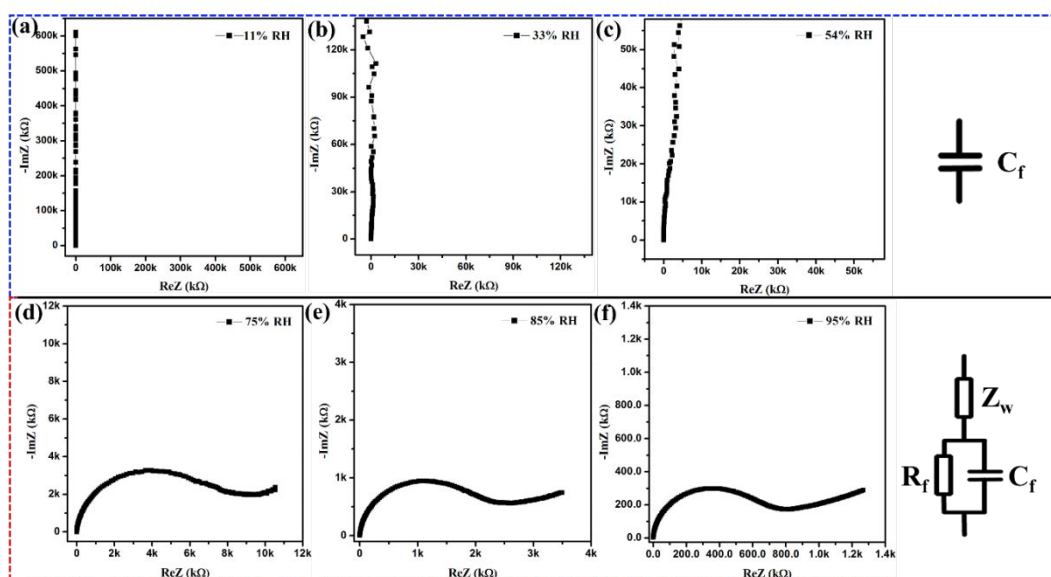 (a)
11% RH
600k
500k
400k
300k
200k
100k
0
-ImZ (kΩ)
0 100k 200k 300k 400k 500k 600k
ReZ (kΩ)
(b)
33% RH
120k
90k
60k
30k
0
-ImZ (kΩ)
0 30k 60k 90k 120k
ReZ (kΩ)
(c)
54% RH
50k
40k
30k
20k
10k
0
-ImZ (kΩ)
0 10k 20k 30k 40k 50k
ReZ (kΩ)
Cf
(d)
75% RH
12k
10k
8k
6k
4k
2k
0
-ImZ (kΩ)
0 2k 4k 6k 8k 10k 12k
ReZ (kΩ)
(e)
85% RH
4k
3k
2k
1k
0
-ImZ (kΩ)
0 1k 2k 3k 4k
ReZ (kΩ)
(f)
95% RH
1.4k
1.2k
1.0k
800.0
600.0
400.0
200.0
0.0
-ImZ (kΩ)
0.0 200.0 400.0 600.0 800.0 1.0k 1.2k 1.4k
ReZ (kΩ)
Zw
Rf
Cf